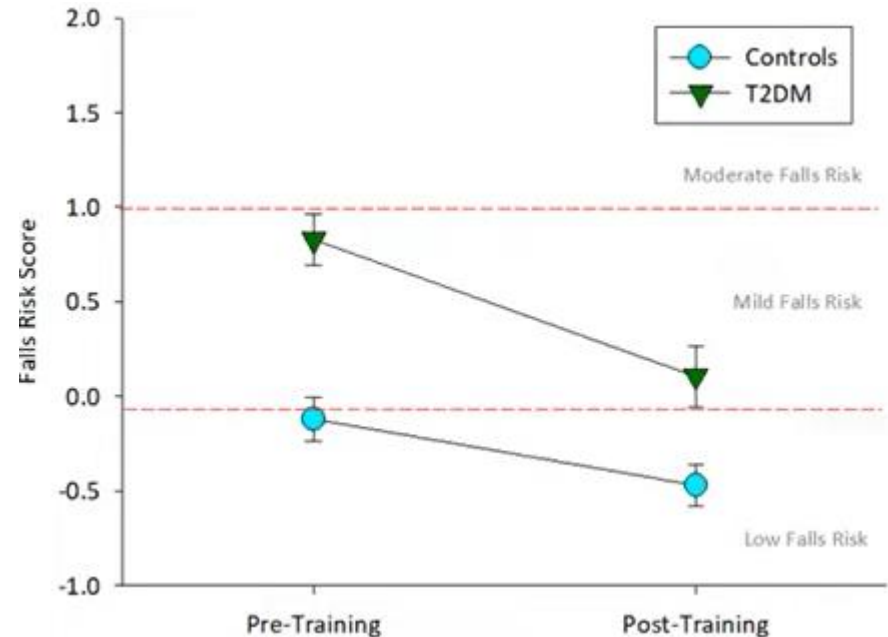 2.0
Controls
T2DM
1.5
Moderate Falls Risk
1.0
Falls Risk Score
0.5
Mild Falls Risk
0.0
-0.5
Low Falls Risk
-1.0
Pre-Training
Post-Training